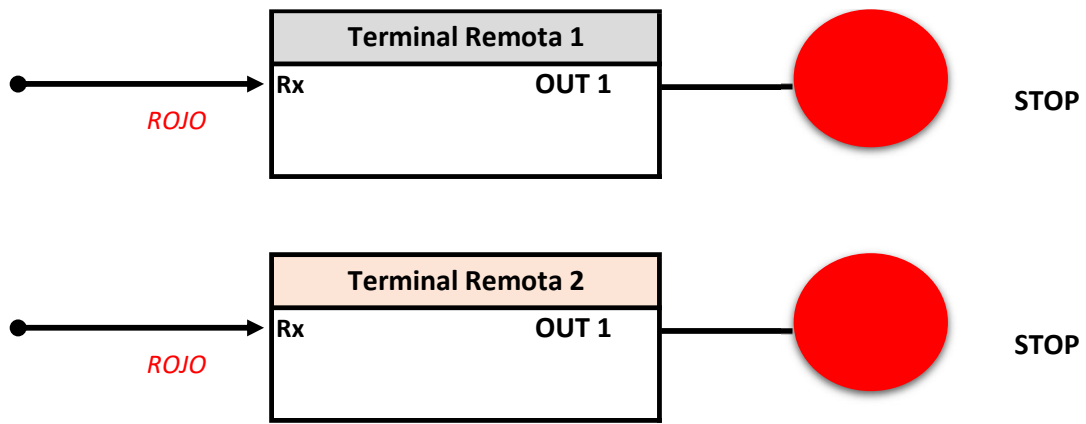 Terminal Remota 1
Rx
OUT 1
ROJO
STOP
Terminal Remota 2
Rx
OUT 1
ROJO
STOP